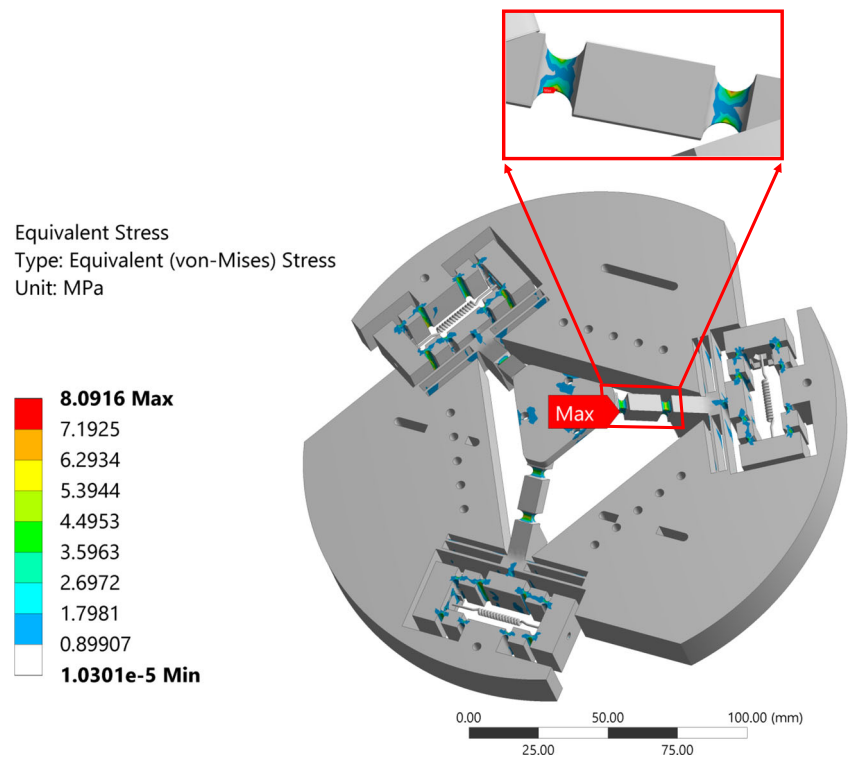 Equivalent Stress
Type: Equivalent (von-Mises) Stress
Unit: MPa
8.0916 Max
7.1925
6.2934
5.3944
4.4953
3.5963
2.6972
1.7981
0.89907
1.0301e-5 Min
Max
0.00 50.00 100.00 (mm)
25.00 75.00